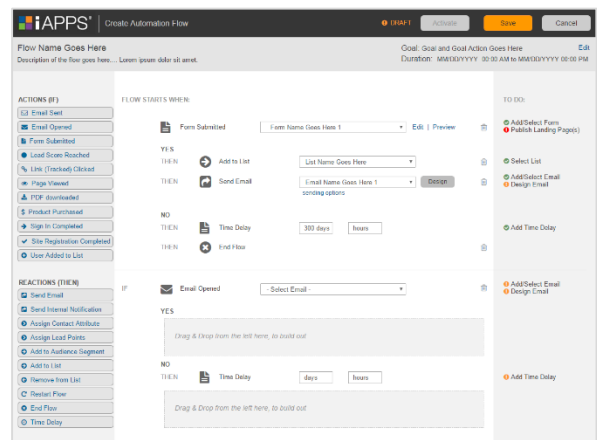 iAPPS® | Create Automation Flow
DRAFT Activate Save Cancel
Flow Name Goes Here
Description of the flow goes here.... Lorem ipsum dolor sit amet.
Goal: Goal and Goal Action Goes Here Edit
Duration: MM/DD/YYYY 00:00 AM to MM/DD/YYYY 00:00 PM
ACTIONS (IF)
Email Sent
Email Opened
Form Submitted
Lead Score Reached
Link (Tracked) Clicked
Page Viewed
PDF downloaded
Product Purchased
Sign In Completed
Site Registration Completed
User Added to List
REACTIONS (THEN)
Send Email
Send Internal Notification
Assign Contact Attribute
Assign Lead Points
Add to Audience Segment
Add to List
Remove from List
Restart Flow
End Flow
Time Delay
FLOW STARTS WHEN:
Form Submitted Form Name Goes Here 1 Edit | Preview
YES
THEN Add to List List Name Goes Here
THEN Send Email Email Name Goes Here 1 Design
sending options
NO
THEN Time Delay 300 days hours
THEN End Flow
IF Email Opened - Select Email -
YES
Drag & Drop from the left here, to build out
NO
THEN Time Delay days hours
Drag & Drop from the left here, to build out
TO DO:
Add/Select Form
Publish Landing Page(s)
Select List
Add/Select Email
Design Email
Add Time Delay
Add/Select Email
Design Email
Add Time Delay